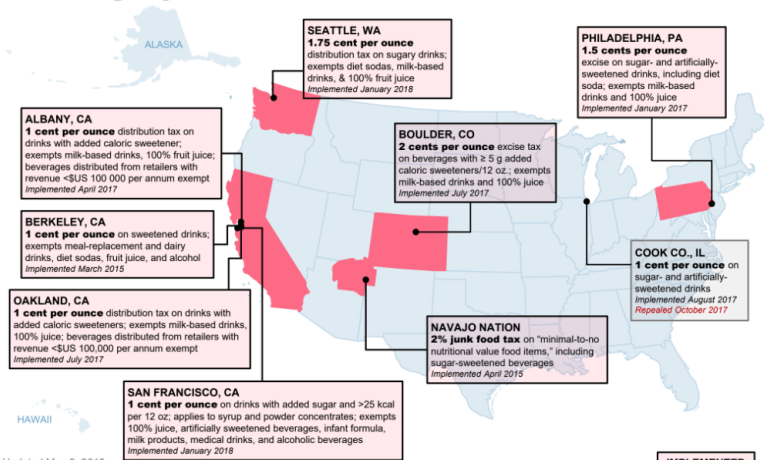 ALASKA
SEATTLE, WA
1.75 cent per ounce
distribution tax on sugary drinks;
exempts diet sodas, milk-based
drinks, & 100% fruit juice
Implemented January 2018
PHILADELPHIA, PA
1.5 cents per ounce
excise on sugar- and artificially-
sweetened drinks, including diet
soda; exempts milk-based
drinks and 100% juice
Implemented January 2017
ALBANY, CA
1 cent per ounce distribution tax on
drinks with added caloric sweetener;
exempts milk-based drinks, 100% fruit juice;
beverages distributed from retailers with
revenue <$US 100 000 per annum exempt
Implemented April 2017
BOULDER, CO
2 cents per ounce excise tax
on beverages with ≥ 5 g added
caloric sweeteners/12 oz.; exempts
milk-based drinks and 100% juice
Implemented July 2017
BERKELEY, CA
1 cent per ounce on sweetened drinks;
exempts meal-replacement and dairy
drinks, diet sodas, fruit juice, and alcohol
Implemented March 2015
COOK CO., IL
1 cent per ounce on
sugar- and artificially-
sweetened drinks
Implemented August 2017
Repealed October 2017
OAKLAND, CA
1 cent per ounce distribution tax on drinks with
added caloric sweeteners; exempts milk-based drinks,
100% juice; beverages distributed from retailers with
revenue <$US 100,000 per annum exempt
Implemented July 2017
NAVAJO NATION
2% junk food tax on “minimal-to-no
nutritional value food items,” including
sugar-sweetened beverages
Implemented April 2015
SAN FRANCISCO, CA
1 cent per ounce on drinks with added sugar and >25 kcal
per 12 oz; applies to syrup and powder concentrates; exempts
100% juice, artificially sweetened beverages, infant formula,
milk products, medical drinks, and alcoholic beverages
Implemented January 2018
HAWAII
IMPLEMENTED